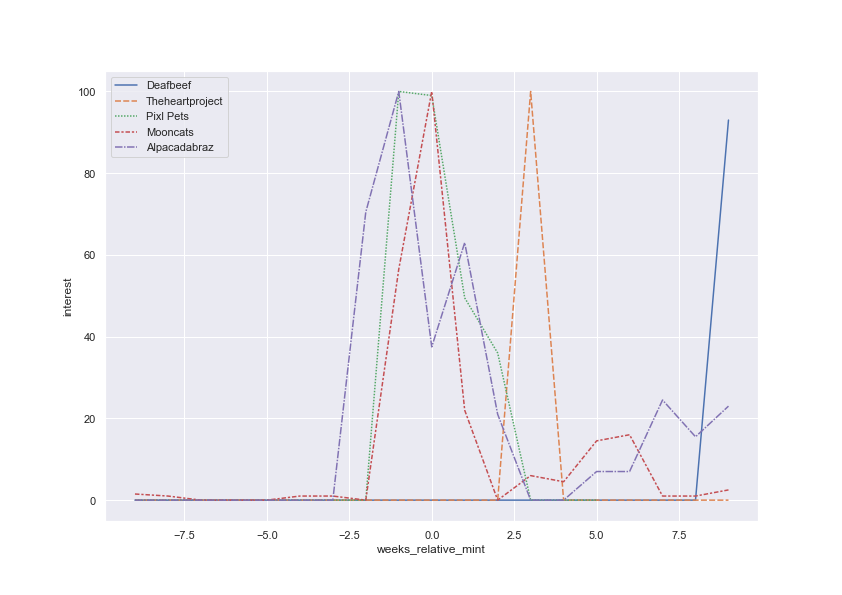 Deafbeef
Theheartproject
Pixl Pets
Mooncats
Alpacadabraz
100
80
60
40
20
0
interest
−7.5 −5.0 −2.5 0.0 2.5 5.0 7.5
weeks_relative_mint